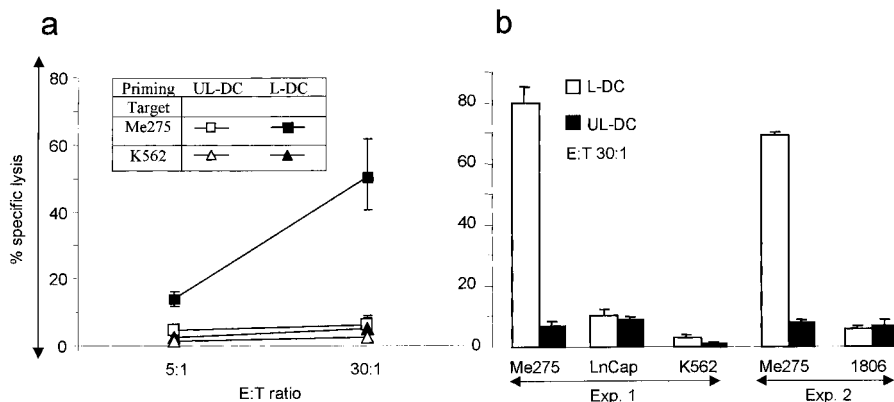 a
b
% specific lysis
80
60
40
20
0
Priming UL-DC L-DC
Target
Me275
K562
5:1 30:1
E:T ratio
80
60
40
20
0
L-DC
UL-DC
E:T 30:1
Me275 LnCap K562 Me275 1806
Exp. 1 Exp. 2